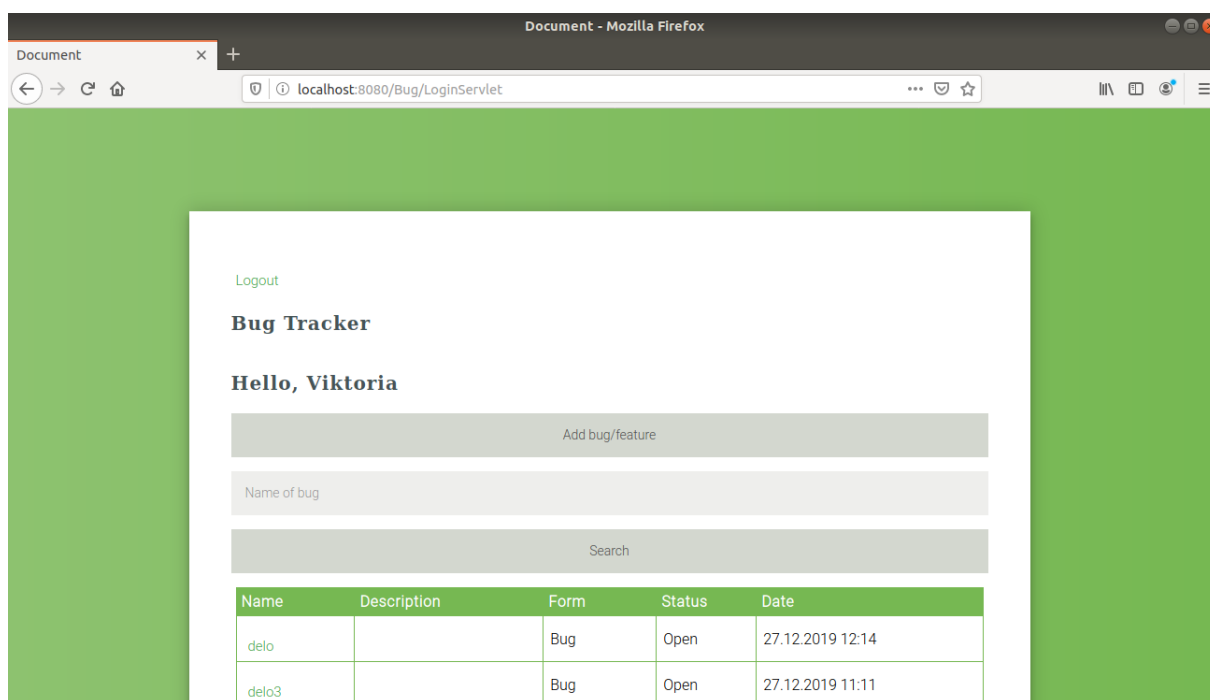 Document - Mozilla Firefox
Document
localhost:8080/Bug/LoginServlet
Logout
Bug Tracker
Hello, Viktoria
Add bug/feature
Name of bug
Search
Name Description Form Status Date
delo Bug Open 27.12.2019 12:14
delo3 Bug Open 27.12.2019 11:11